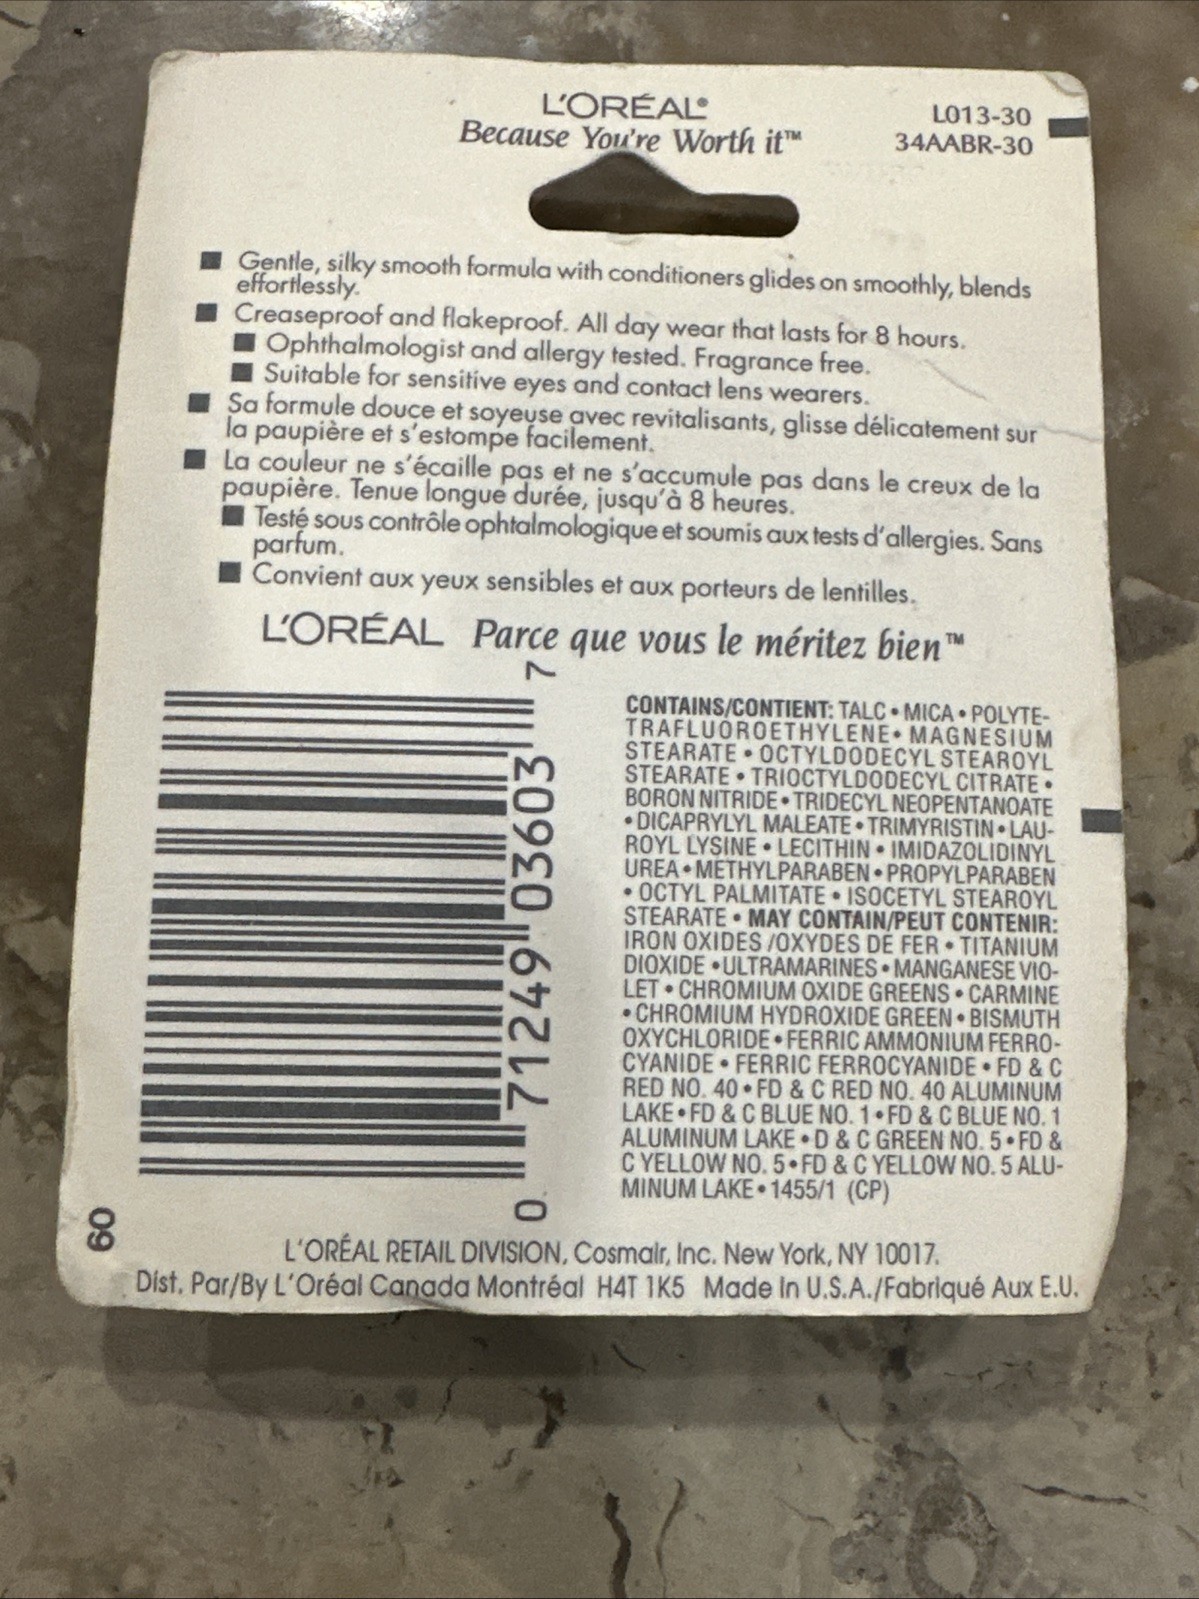 L'ORÉAL®
Because You're Worth it™
L013-30
34AABR-30
■ Gentle, silky smooth formula with conditioners glides on smoothly, blends
effortlessly.
■ Creaseproof and flakeproof. All day wear that lasts for 8 hours.
■ Ophthalmologist and allergy tested. Fragrance free.
■ Suitable for sensitive eyes and contact lens wearers.
■ Sa formule douce et soyeuse avec revitalisants, glisse délicatement sur
la paupière et s'estompe facilement.
■ La couleur ne s'écaille pas et ne s'accumule pas dans le creux de la
paupière. Tenue longue durée, jusqu'à 8 heures.
■ Testé sous contrôle ophtalmologique et soumis aux tests d'allergies. Sans
parfum.
■ Convient aux yeux sensibles et aux porteurs de lentilles.
L'ORÉAL Parce que vous le méritez bien™
0 71249 03603 7
60
CONTAINS/CONTIENT: TALC • MICA • POLYTE-
TRAFLUOROETHYLENE • MAGNESIUM
STEARATE • OCTYLDODECYL STEAROYL
STEARATE • TRIOCTYLDODECYL CITRATE •
BORON NITRIDE • TRIDECYL NEOPENTANOATE
• DICAPRYLYL MALEATE • TRIMYRISTIN • LAU-
ROYL LYSINE • LECITHIN • IMIDAZOLIDINYL
UREA • METHYLPARABEN • PROPYLPARABEN
• OCTYL PALMITATE • ISOCETYL STEAROYL
STEARATE • MAY CONTAIN/PEUT CONTENIR:
IRON OXIDES /OXYDES DE FER • TITANIUM
DIOXIDE • ULTRAMARINES • MANGANESE VIO-
LET • CHROMIUM OXIDE GREENS • CARMINE
• CHROMIUM HYDROXIDE GREEN • BISMUTH
OXYCHLORIDE • FERRIC AMMONIUM FERRO-
CYANIDE • FERRIC FERROCYANIDE • FD & C
RED NO. 40 • FD & C RED NO. 40 ALUMINUM
LAKE • FD & C BLUE NO. 1 • FD & C BLUE NO. 1
ALUMINUM LAKE • D & C GREEN NO. 5 • FD &
C YELLOW NO. 5 • FD & C YELLOW NO. 5 ALU-
MINUM LAKE • 1455/1 (CP)
L'ORÉAL RETAIL DIVISION, Cosmair, Inc. New York, NY 10017.
Dist. Par/By L'Oréal Canada Montréal H4T 1K5 Made In U.S.A./Fabriqué Aux E.U.